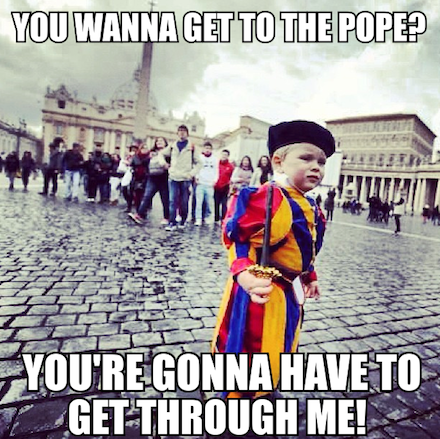 YOU WANNA GET TO THE POPE?
YOU'RE GONNA HAVE TO
GET THROUGH ME!